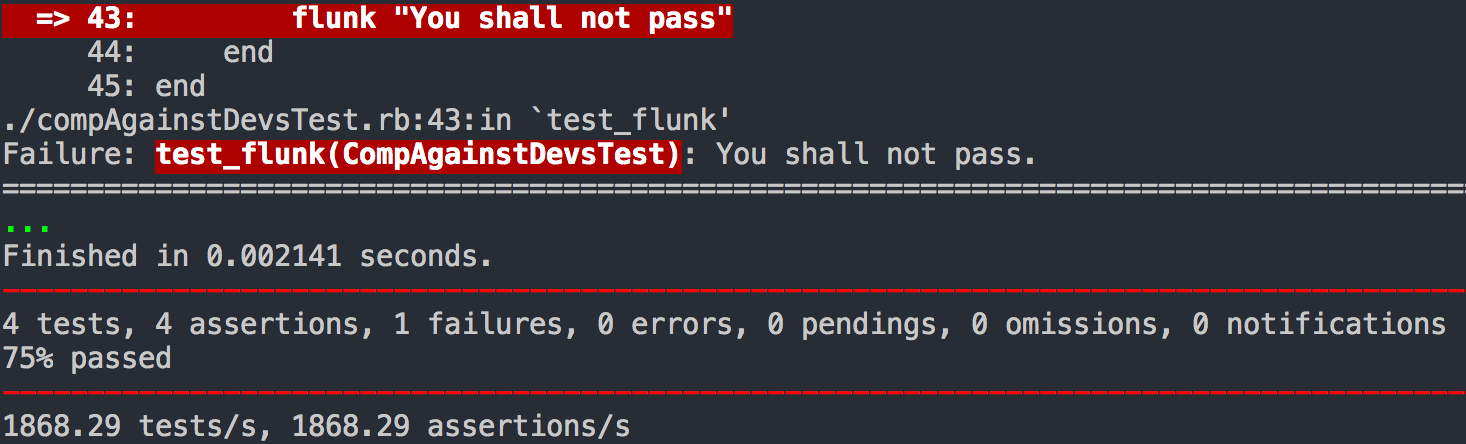 => 43:         flunk "You shall not pass"
44:     end
45: end
./compAgainstDevsTest.rb:43:in `test_flunk'
Failure: test_flunk(CompAgainstDevsTest): You shall not pass.
======================================================================================
...
Finished in 0.002141 seconds.
--------------------------------------------------------------------------------------
4 tests, 4 assertions, 1 failures, 0 errors, 0 pendings, 0 omissions, 0 notifications
75% passed
--------------------------------------------------------------------------------------
1868.29 tests/s, 1868.29 assertions/s